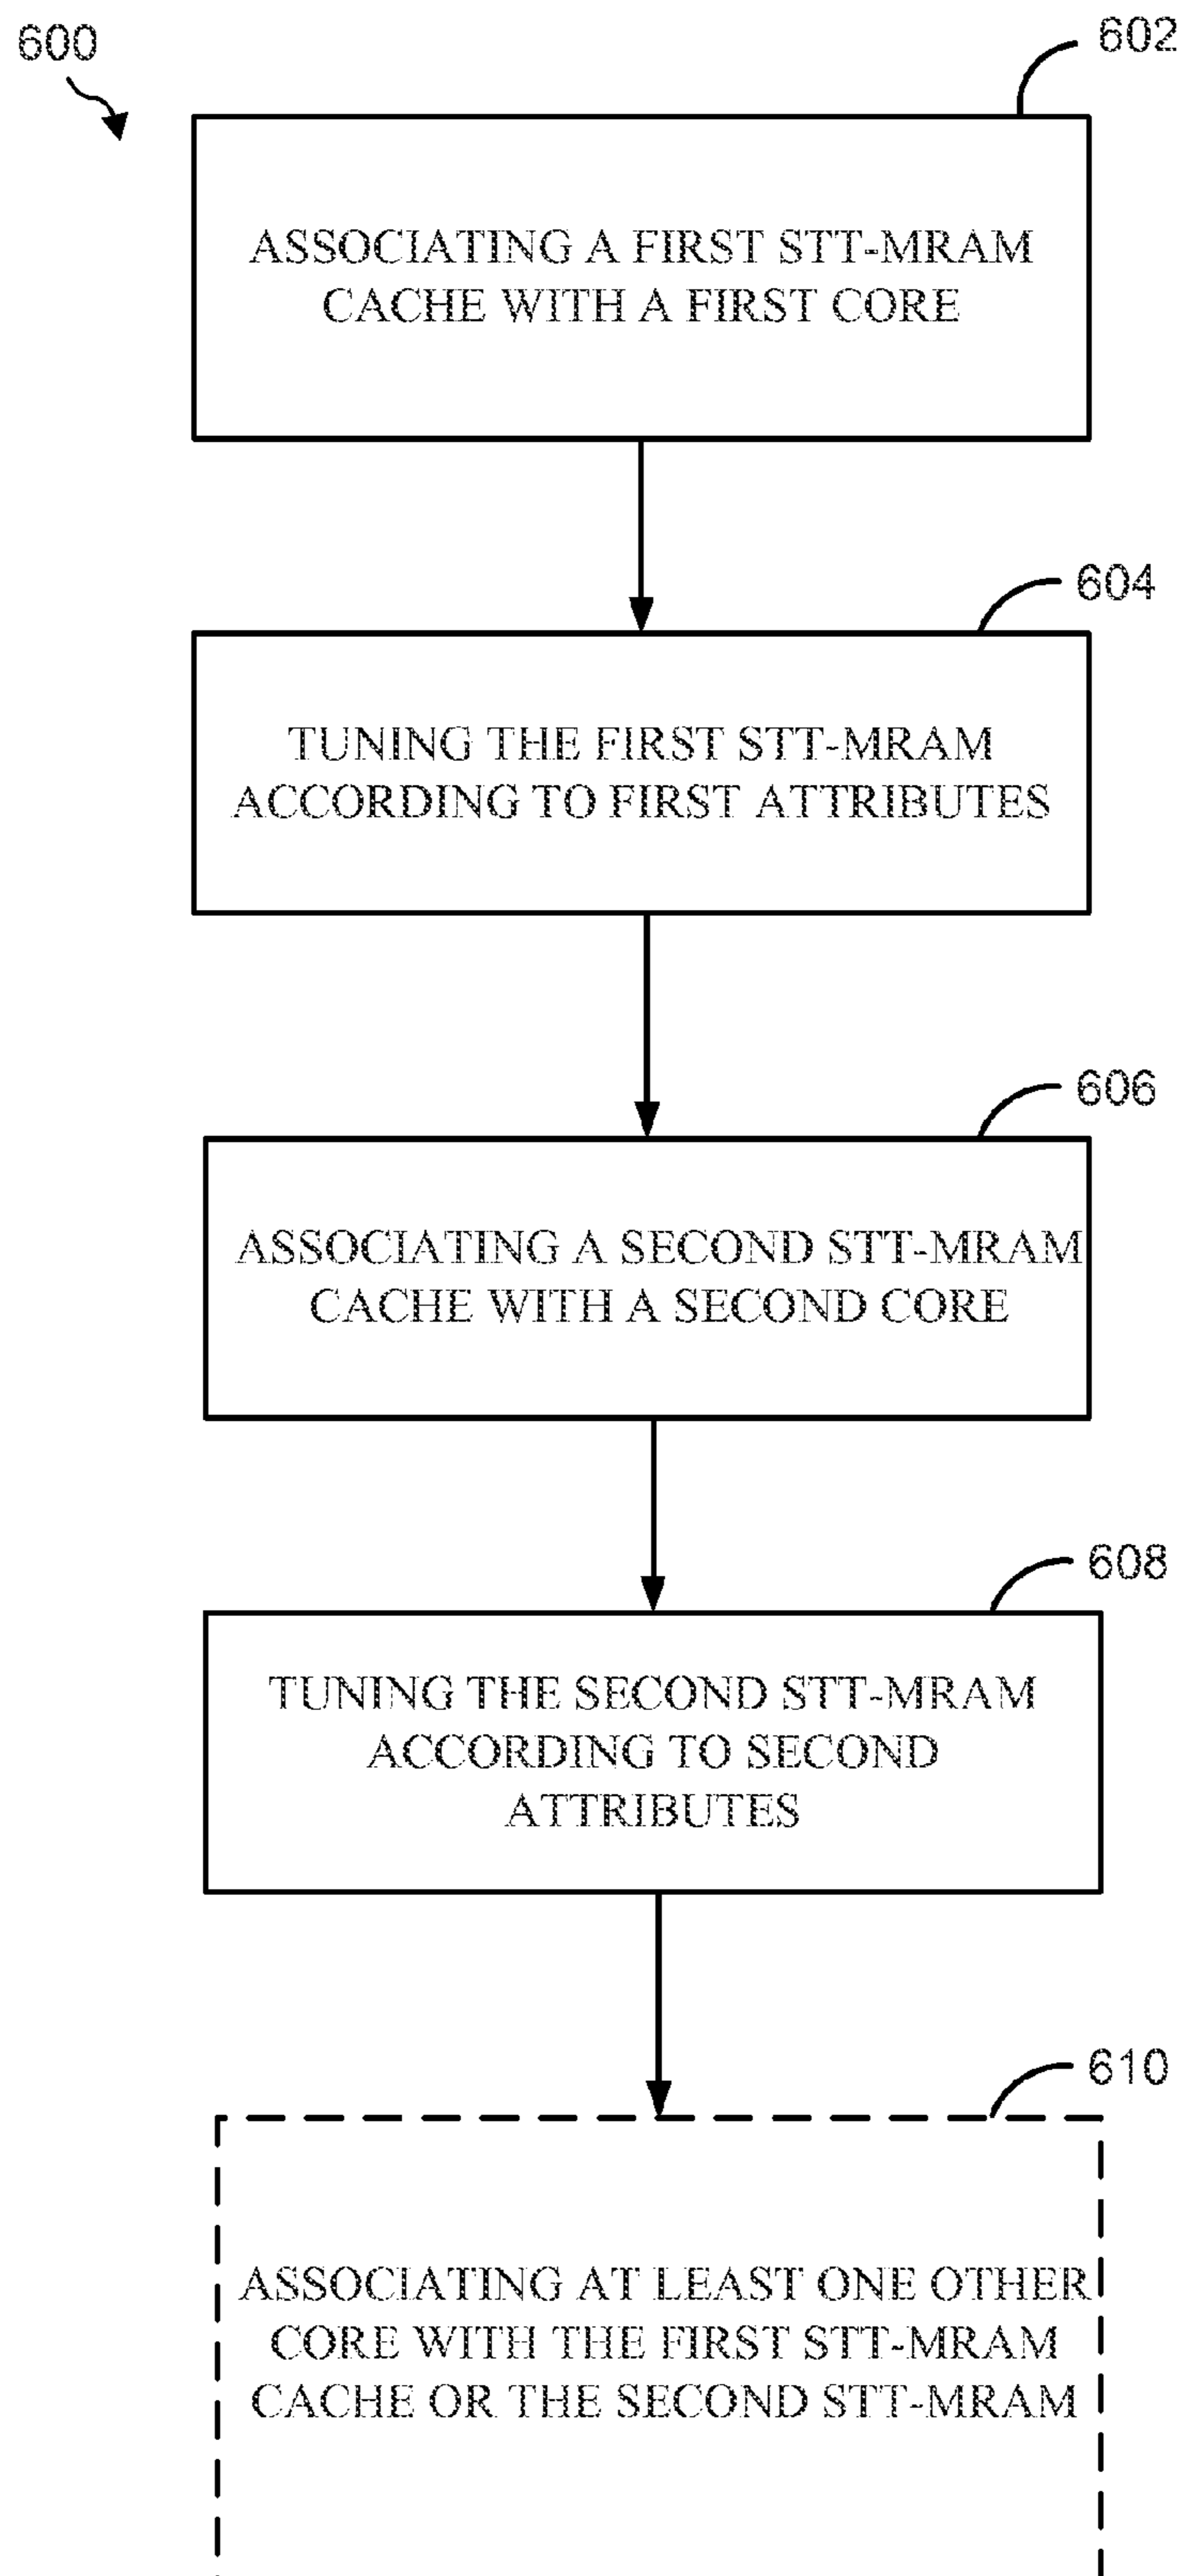 600
602
ASSOCIATING A FIRST STT-MRAM
CACHE WITH A FIRST CORE
604
TUNING THE FIRST STT-MRAM
ACCORDING TO FIRST ATTRIBUTES
606
ASSOCIATING A SECOND STT-MRAM
CACHE WITH A SECOND CORE
608
TUNING THE SECOND STT-MRAM
ACCORDING TO SECOND
ATTRIBUTES
610
ASSOCIATING AT LEAST ONE OTHER
CORE WITH THE FIRST STT-MRAM
CACHE OR THE SECOND STT-MRAM